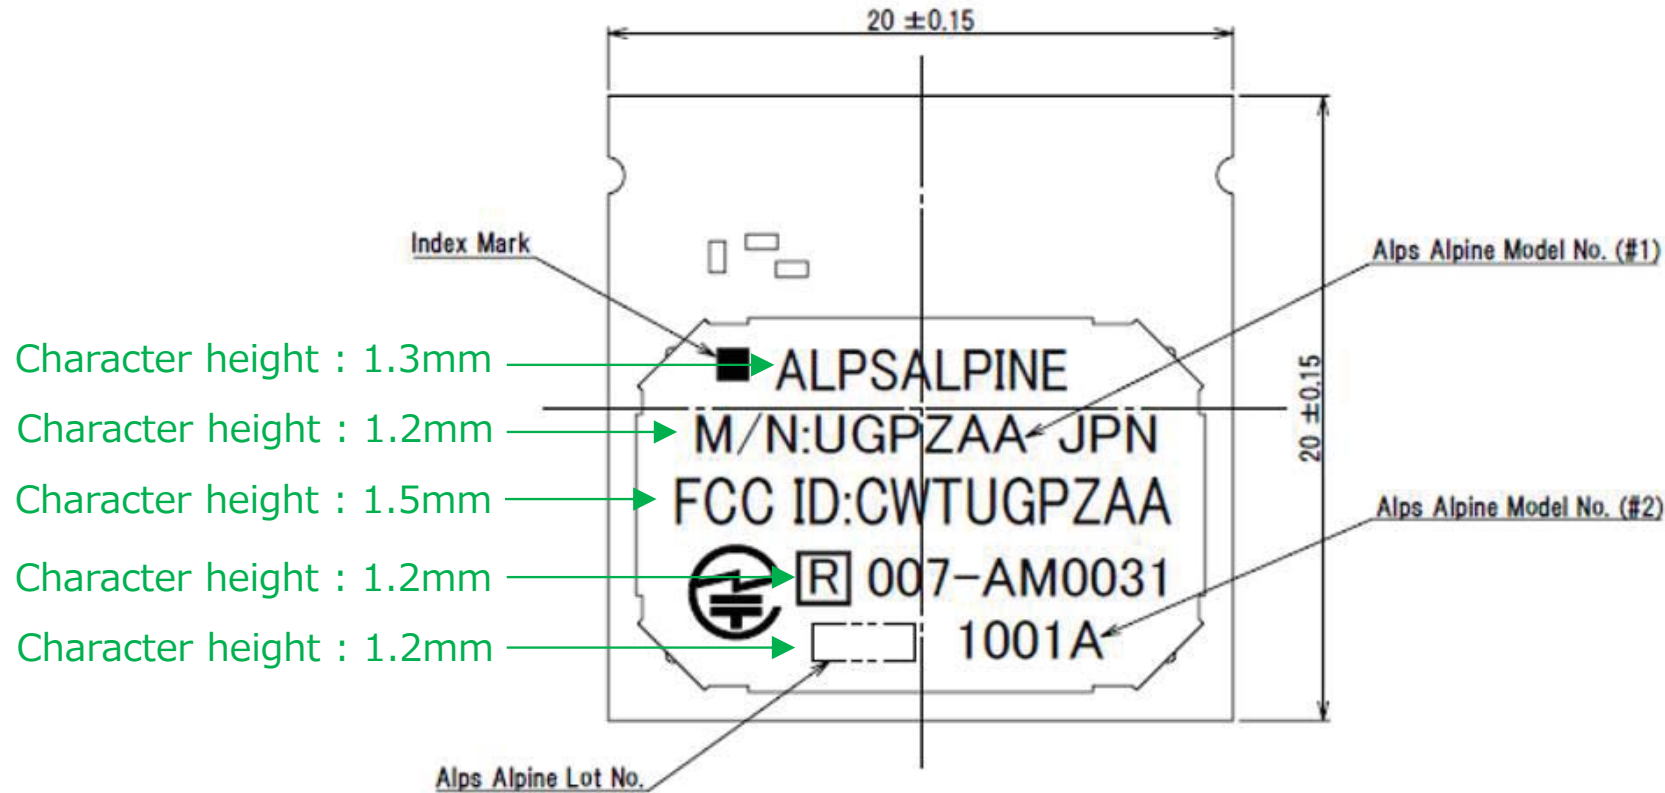 20 ±0.15
Index Mark
Alps Alpine Model No. (#1)
Character height : 1.3mm
ALPSALPINE
20 ±0.15
Character height : 1.2mm
M/N:UGPZAA JPN
Character height : 1.5mm
FCC ID:CWTUGPZAA
Alps Alpine Model No. (#2)
Character height : 1.2mm
R 007-AM0031
Character height : 1.2mm
1001A
Alps Alpine Lot No.